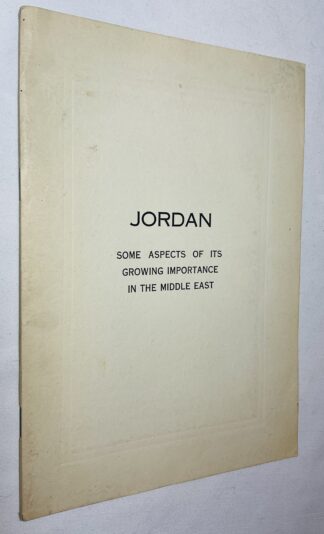 JORDAN
SOME ASPECTS OF ITS
GROWING IMPORTANCE
IN THE MIDDLE EAST